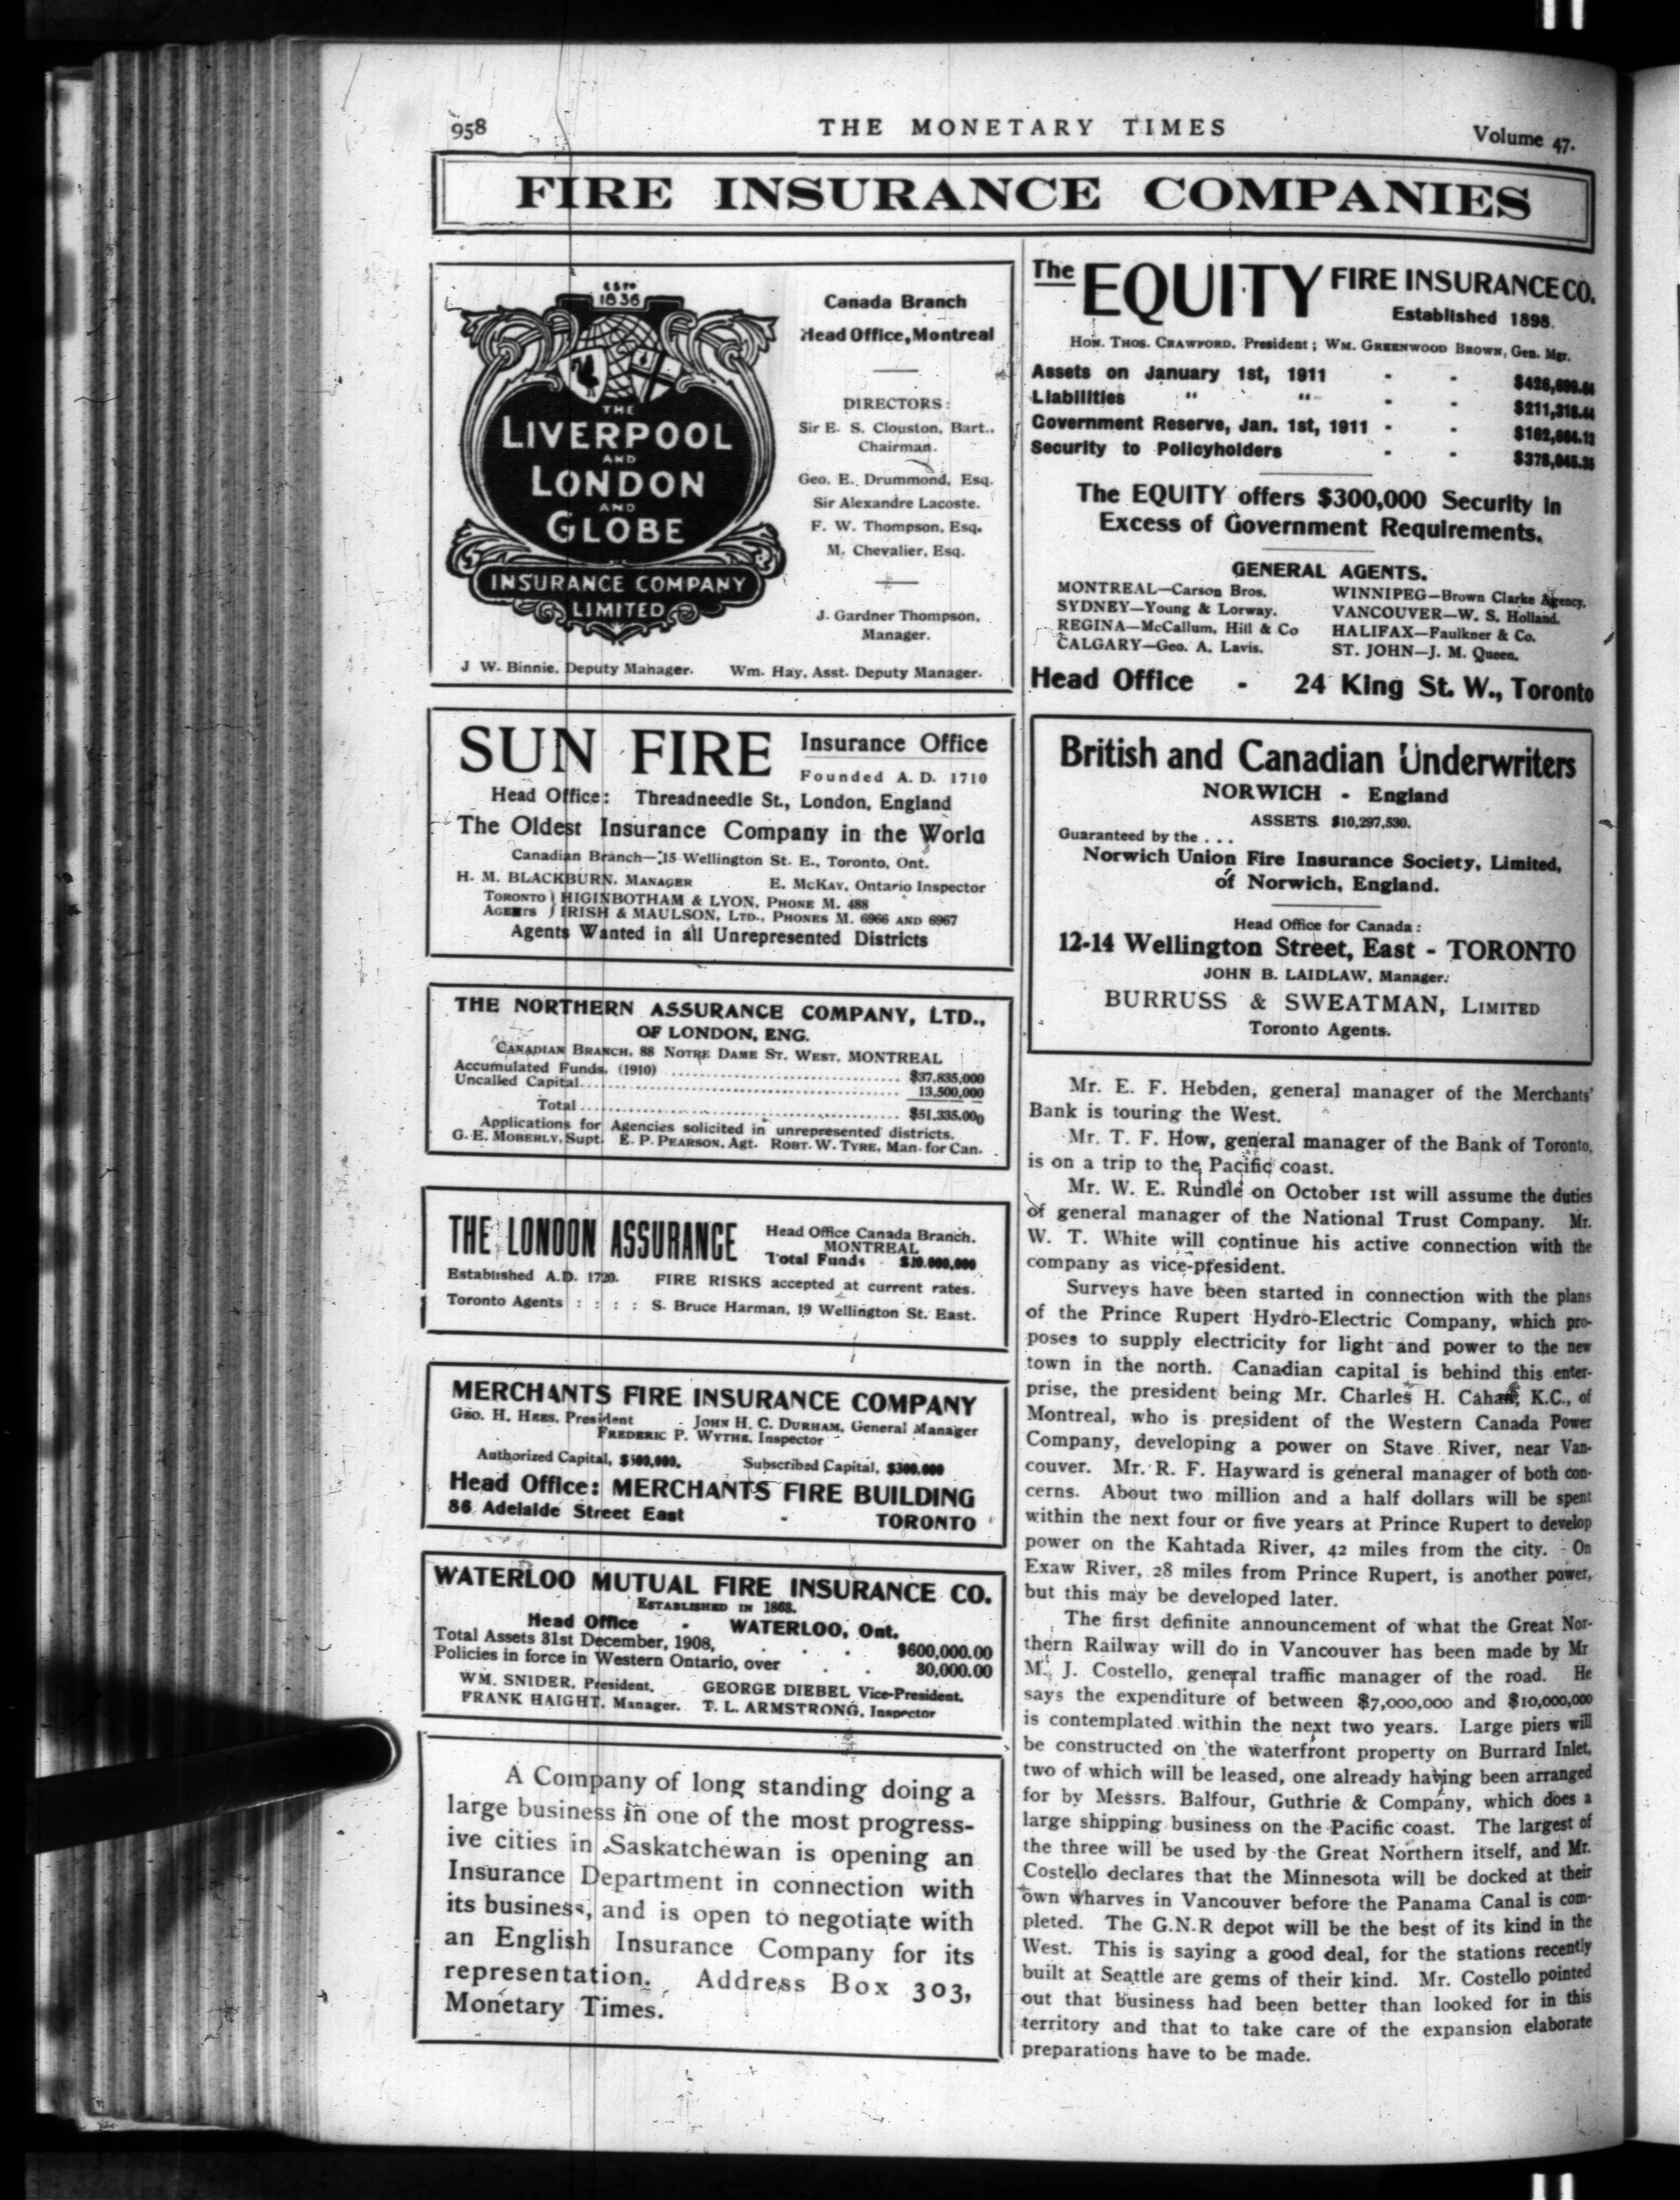 958
THE MONETARY TIMES
Volume 47.
FIRE INSURANCE COMPANIES
ESTD
1836
THE
LIVERPOOL
AND
LONDON
AND
GLOBE
INSURANCE COMPANY
LIMITED
Canada Branch
Head Office, Montreal
DIRECTORS:
Sir E. S. Clouston, Bart.,
Chairman.
Geo. E. Drummond, Esq.
Sir Alexandre Lacoste.
F. W. Thompson, Esq.
M. Chevalier, Esq.
J. Gardner Thompson,
Manager.
J W. Binnie, Deputy Manager. Wm. Hay, Asst. Deputy Manager.
SUN FIRE Insurance Office
Founded A. D. 1710
Head Office: Threadneedle St., London, England
The Oldest Insurance Company in the World
Canadian Branch—15 Wellington St. E., Toronto, Ont.
H. M. BLACKBURN, MANAGER E. McKAY, Ontario Inspector
TORONTO } HIGINBOTHAM & LYON, PHONE M. 488
AGENTS } IRISH & MAULSON, LTD., PHONES M. 6966 AND 6967
Agents Wanted in all Unrepresented Districts
THE NORTHERN ASSURANCE COMPANY, LTD.,
OF LONDON, ENG.
CANADIAN BRANCH, 88 NOTRE DAME ST. WEST, MONTREAL
Accumulated Funds, (1910) $37,835,000
Uncalled Capital 13,500,000
Total $51,335,000
Applications for Agencies solicited in unrepresented districts.
G. E. MOBERLY, Supt. E. P. PEARSON, Agt. ROBT. W. TYRE, Man. for Can.
THE LONDON ASSURANCE
Head Office Canada Branch.
MONTREAL
Total Funds - $20,000,000
Established A.D. 1720. FIRE RISKS accepted at current rates.
Toronto Agents : : : : S. Bruce Harman, 19 Wellington St. East.
MERCHANTS FIRE INSURANCE COMPANY
GEO. H. HEES, President - JOHN H. C. DURHAM, General Manager
FREDERIC P. WYTHE, Inspector
Authorized Capital, $500,000. Subscribed Capital, $300,000
Head Office: MERCHANTS FIRE BUILDING
86 Adelaide Street East - TORONTO
WATERLOO MUTUAL FIRE INSURANCE CO.
ESTABLISHED IN 1863.
Head Office - WATERLOO, Ont.
Total Assets 31st December, 1908, $600,000.00
Policies in force in Western Ontario, over 30,000.00
WM. SNIDER, President. GEORGE DIEBEL Vice-President.
FRANK HAIGHT, Manager. T. L. ARMSTRONG, Inspector
A Company of long standing doing a
large business in one of the most progress-
ive cities in Saskatchewan is opening an
Insurance Department in connection with
its business, and is open to negotiate with
an English Insurance Company for its
representation. Address Box 303,
Monetary Times.
The EQUITY FIRE INSURANCE CO.
Established 1898.
HON. THOS. CRAWFORD, President; WM. GREENWOOD BROWN, Gen. Mgr.
Assets on January 1st, 1911 - -
Liabilities " " - - $211,318.44
Government Reserve, Jan. 1st, 1911 - -
Security to Policyholders - -
The EQUITY offers $300,000 Security in
Excess of Government Requirements.
GENERAL AGENTS.
MONTREAL—Carson Bros. WINNIPEG—Brown Clarke Agency.
SYDNEY—Young & Lorway. VANCOUVER—W. S. Holland.
REGINA—McCallum, Hill & Co HALIFAX—Faulkner & Co.
CALGARY—Geo. A. Lavis. ST. JOHN—J. M. Queen.
Head Office - 24 King St. W., Toronto
British and Canadian Underwriters
NORWICH - England
ASSETS $10,297,530.
Guaranteed by the . . .
Norwich Union Fire Insurance Society, Limited,
of Norwich, England.
Head Office for Canada:
12-14 Wellington Street, East - TORONTO
JOHN B. LAIDLAW, Manager.
BURRUSS & SWEATMAN, LIMITED
Toronto Agents.
Mr. E. F. Hebden, general manager of the Merchants'
Bank is touring the West.
Mr. T. F. How, general manager of the Bank of Toronto,
is on a trip to the Pacific coast.
Mr. W. E. Rundle on October 1st will assume the duties
of general manager of the National Trust Company. Mr.
W. T. White will continue his active connection with the
company as vice-president.
Surveys have been started in connection with the plans
of the Prince Rupert Hydro-Electric Company, which pro-
poses to supply electricity for light and power to the new
town in the north. Canadian capital is behind this enter-
prise, the president being Mr. Charles H. Cahan, K.C., of
Montreal, who is president of the Western Canada Power
Company, developing a power on Stave River, near Van-
couver. Mr. R. F. Hayward is general manager of both con-
cerns. About two million and a half dollars will be spent
within the next four or five years at Prince Rupert to develop
power on the Kahtada River, 42 miles from the city. On
Exaw River, 28 miles from Prince Rupert, is another power,
but this may be developed later.
The first definite announcement of what the Great Nor-
thern Railway will do in Vancouver has been made by Mr
M. J. Costello, general traffic manager of the road. He
says the expenditure of between $7,000,000 and $10,000,000
is contemplated within the next two years. Large piers will
be constructed on the waterfront property on Burrard Inlet,
two of which will be leased, one already having been arranged
for by Messrs. Balfour, Guthrie & Company, which does a
large shipping business on the Pacific coast. The largest of
the three will be used by the Great Northern itself, and Mr.
Costello declares that the Minnesota will be docked at their
own wharves in Vancouver before the Panama Canal is com-
pleted. The G.N.R depot will be the best of its kind in the
West. This is saying a good deal, for the stations recently
built at Seattle are gems of their kind. Mr. Costello pointed
out that business had been better than looked for in this
territory and that to take care of the expansion elaborate
preparations have to be made.